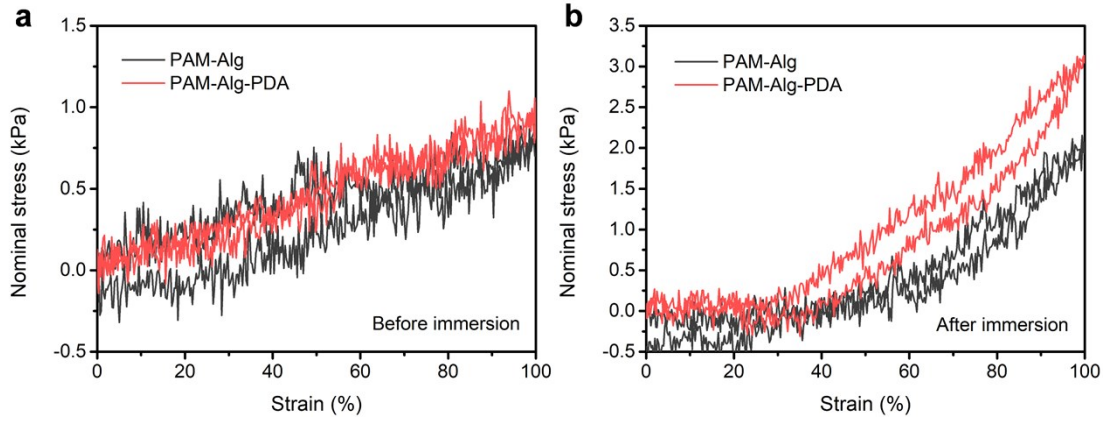 a
1.5
1.0
0.5
0.0
-0.5
Nominal stress (kPa)
PAM-Alg
PAM-Alg-PDA
Before immersion
0 20 40 60 80 100
Strain (%)
b
3.5
3.0
2.5
2.0
1.5
1.0
0.5
0.0
-0.5
Nominal stress (kPa)
PAM-Alg
PAM-Alg-PDA
After immersion
0 20 40 60 80 100
Strain (%)